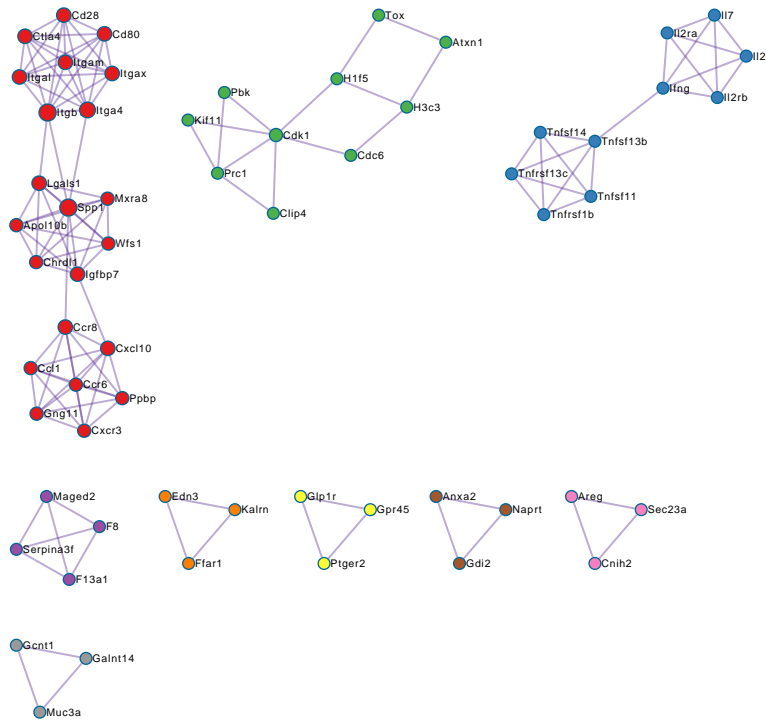 Cd28
Ctla4
Cd80
Itgam
Itgal
Itgax
Itgb
Itga4
Lgals1
Mxra8
Spp1
Apol10b
Wfs1
Chrdl1
Igfbp7
Ccr8
Cxcl10
Ccl1
Ccr6
Ppbp
Gng11
Cxcr3
Tox
Atxn1
H1f5
Pbk
H3c3
Kif11
Cdk1
Cdc6
Prc1
Clip4
Il7
Il2ra
Il2
Ifng
Il2rb
Tnfsf14
Tnfsf13b
Tnfrsf13c
Tnfsf11
Tnfrsf1b
Maged2
F8
Serpina3f
F13a1
Edn3
Kalrn
Ffar1
Glp1r
Gpr45
Ptger2
Anxa2
Naprt
Gdi2
Areg
Sec23a
Cnih2
Gcnt1
Galnt14
Muc3a